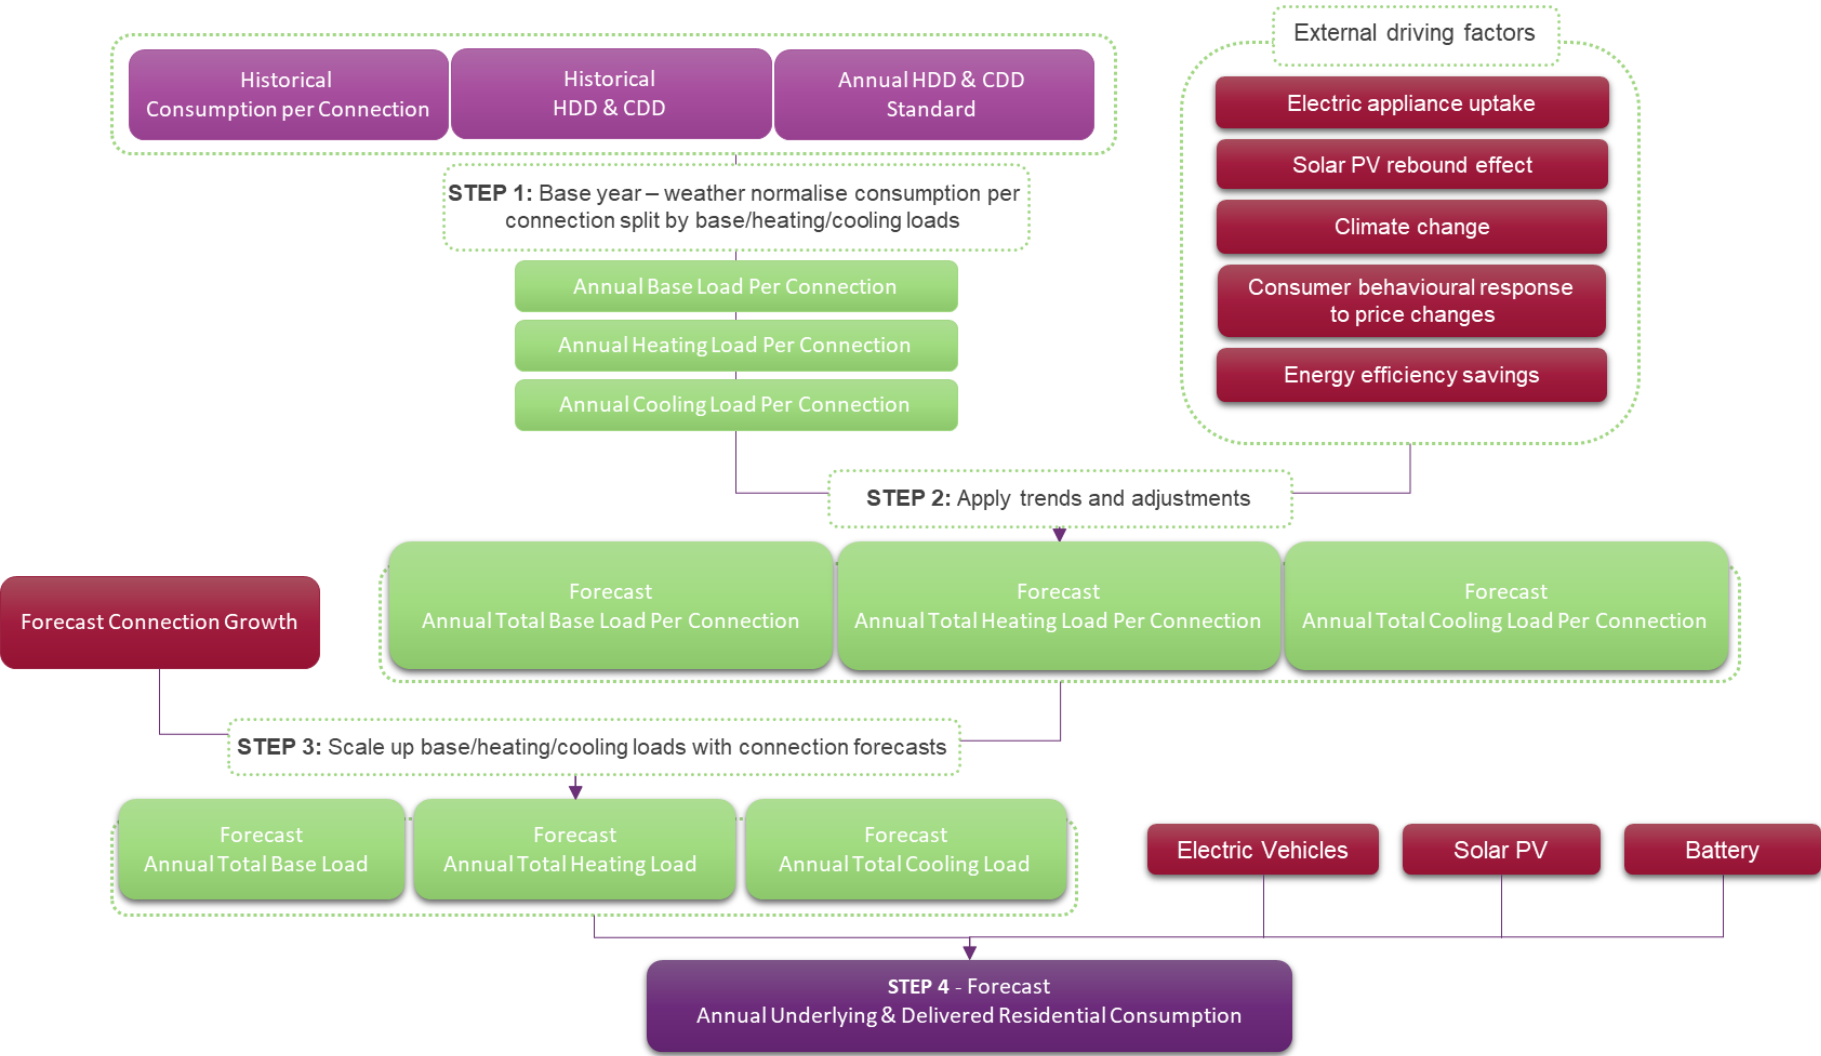 Historical
Consumption per Connection
Historical
HDD & CDD
Annual HDD & CDD
Standard
External driving factors
Electric appliance uptake
Solar PV rebound effect
Climate change
Consumer behavioural response
to price changes
Energy efficiency savings
STEP 1: Base year – weather normalise consumption per
connection split by base/heating/cooling loads
Annual Base Load Per Connection
Annual Heating Load Per Connection
Annual Cooling Load Per Connection
STEP 2: Apply trends and adjustments
Forecast
Annual Total Base Load Per Connection
Forecast
Annual Total Heating Load Per Connection
Forecast
Annual Total Cooling Load Per Connection
Forecast Connection Growth
STEP 3: Scale up base/heating/cooling loads with connection forecasts
Forecast
Annual Total Base Load
Forecast
Annual Total Heating Load
Forecast
Annual Total Cooling Load
Electric Vehicles
Solar PV
Battery
STEP 4 - Forecast
Annual Underlying & Delivered Residential Consumption